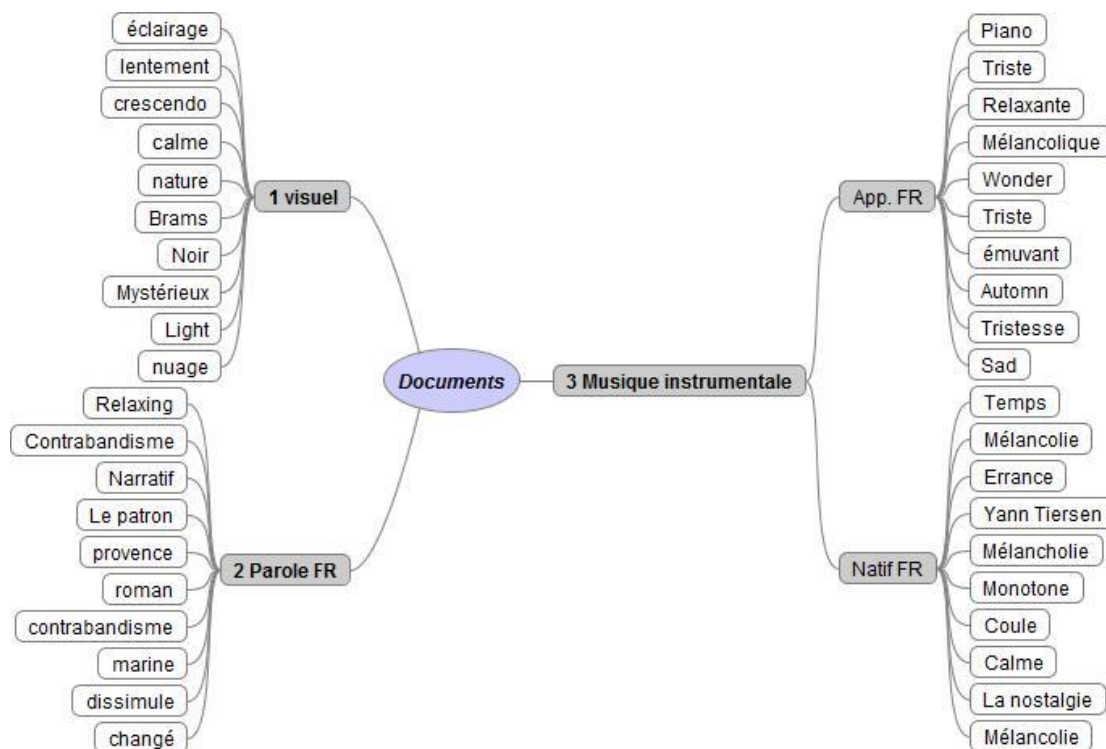 éclairage
lentement
crescendo
calme
nature
Brams
Noir
Mystérieux
Light
nuage
1 visuel
Relaxing
Contrabandisme
Narratif
Le patron
provence
roman
contrabandisme
marine
dissimule
changé
2 Parole FR
Documents
3 Musique instrumentale
App. FR
Piano
Triste
Relaxante
Mélancolique
Wonder
Triste
émuvant
Automn
Tristesse
Sad
Natif FR
Temps
Mélancolie
Errance
Yann Tiersen
Mélancholie
Monotone
Coule
Calme
La nostalgie
Mélancolie